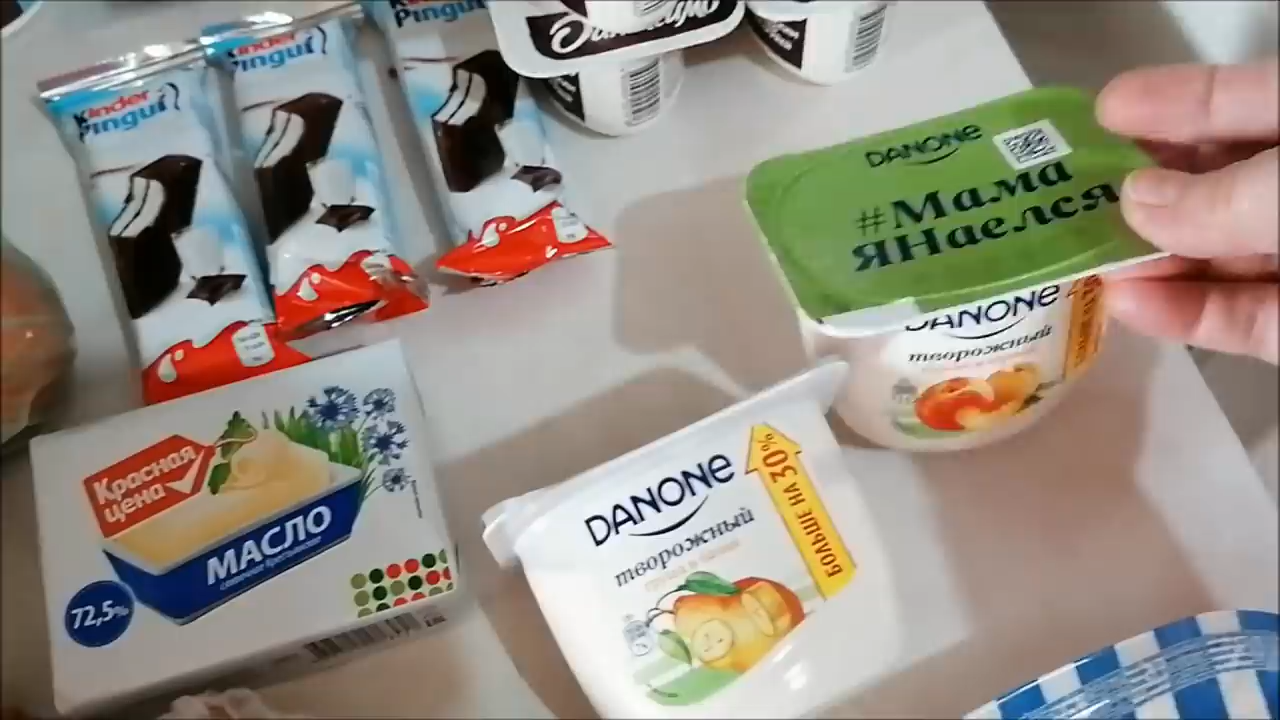 Kinder
Pingui
Kinder
Pingui
Pingui
DANONE
#Мама
ЯНаелся
DANONE
творожный
Красная
цена
МАСЛО
72,5%
DANONE
творожный
БОЛЬШЕ НА 30%